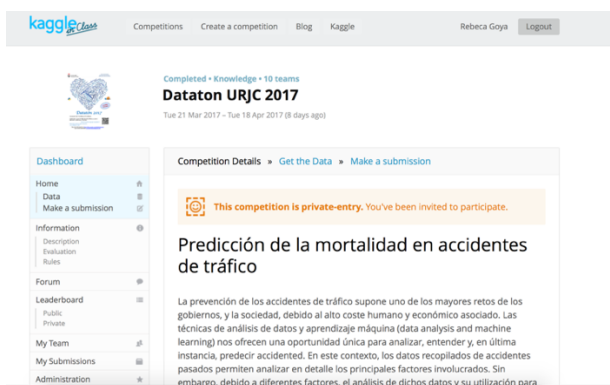 kaggle in Class
Competitions Create a competition Blog Kaggle Rebeca Goya Logout
Completed • Knowledge • 10 teams
Dataton URJC 2017
Tue 21 Mar 2017 – Tue 18 Apr 2017 (8 days ago)
Dashboard
Home
Data
Make a submission
Information
Description
Evaluation
Rules
Forum
Leaderboard
Public
Private
My Team
My Submissions
Administration
Competition Details » Get the Data » Make a submission
This competition is private-entry. You've been invited to participate.
Predicción de la mortalidad en accidentes
de tráfico
La prevención de los accidentes de tráfico supone uno de los mayores retos de los
gobiernos, y la sociedad, debido al alto coste humano y económico asociado. Las
técnicas de análisis de datos y aprendizaje máquina (data analysis and machine
learning) nos ofrecen una oportunidad única para analizar, entender y, en última
instancia, predecir accidented. En este contexto, los datos recopilados de accidentes
pasados permiten analizar en detalle los principales factores involucrados. Sin
embargo, debido a diferentes factores, el análisis de dichos datos y su utilización para